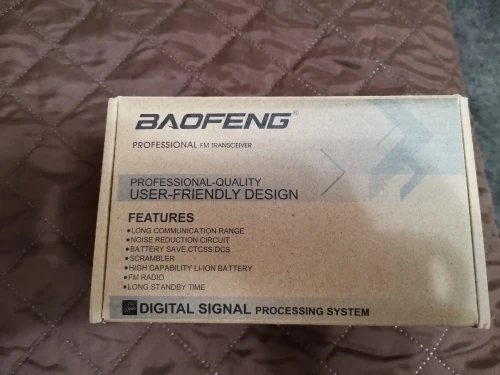 BAOFENG®
PROFESSIONAL FM TRANSCEIVER
PROFESSIONAL-QUALITY
USER-FRIENDLY DESIGN
FEATURES
•LONG COMMUNICATION RANGE
•NOISE REDUCTION CIRCUIT
•BATTERY SAVE.CTCSS.DCS
•SCRAMBLER
•HIGH CAPABILITY LI-ION BATTERY
•FM RADIO
•LONG STANDBY TIME
DIGITAL SIGNAL PROCESSING SYSTEM